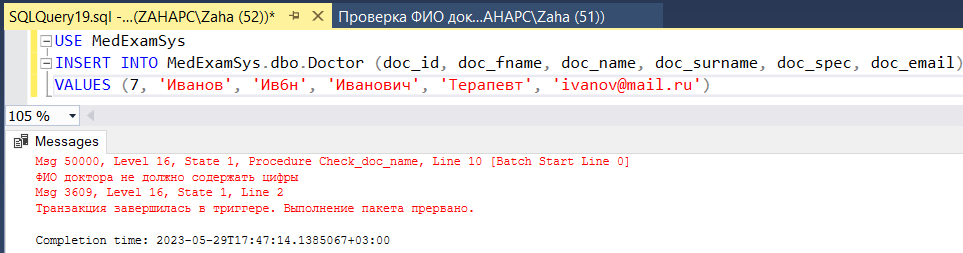 SQLQuery19.sql -...(ZAHAPC\Zaha (52))* Проверка ФИО док...AHAPC\Zaha (51))
USE MedExamSys
INSERT INTO MedExamSys.dbo.Doctor (doc_id, doc_fname, doc_name, doc_surname, doc_spec, doc_email)
VALUES (7, 'Иванов', 'Ив6н', 'Иванович', 'Терапевт', 'ivanov@mail.ru')
105 %
Messages
Msg 50000, Level 16, State 1, Procedure Check_doc_name, Line 10 [Batch Start Line 0]
ФИО доктора не должно содержать цифры
Msg 3609, Level 16, State 1, Line 2
Транзакция завершилась в триггере. Выполнение пакета прервано.
Completion time: 2023-05-29T17:47:14.1385067+03:00